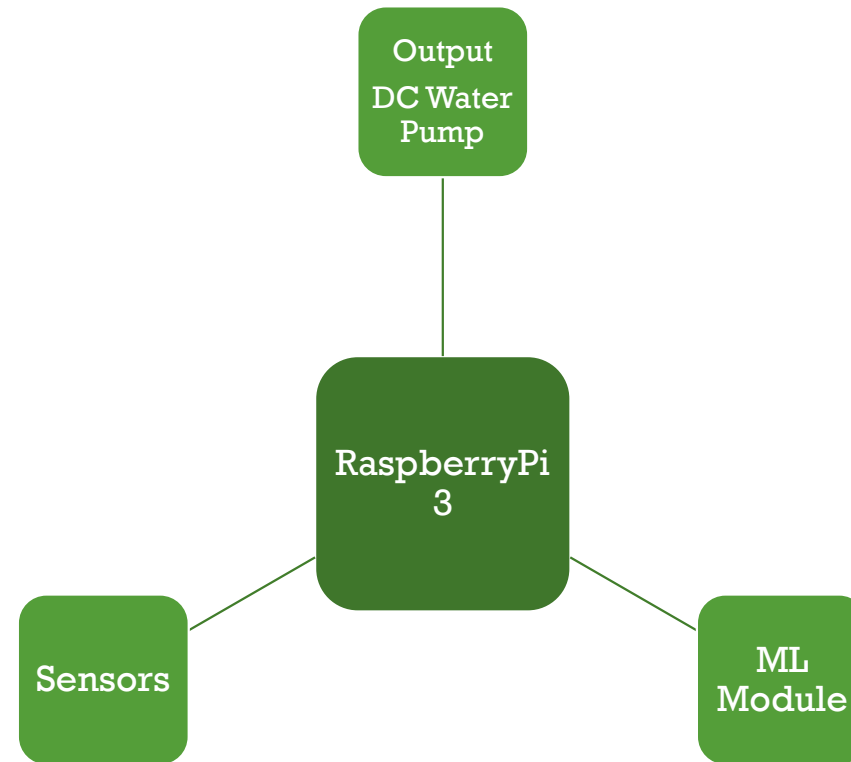 Output
DC Water
Pump
RaspberryPi
3
Sensors
ML
Module